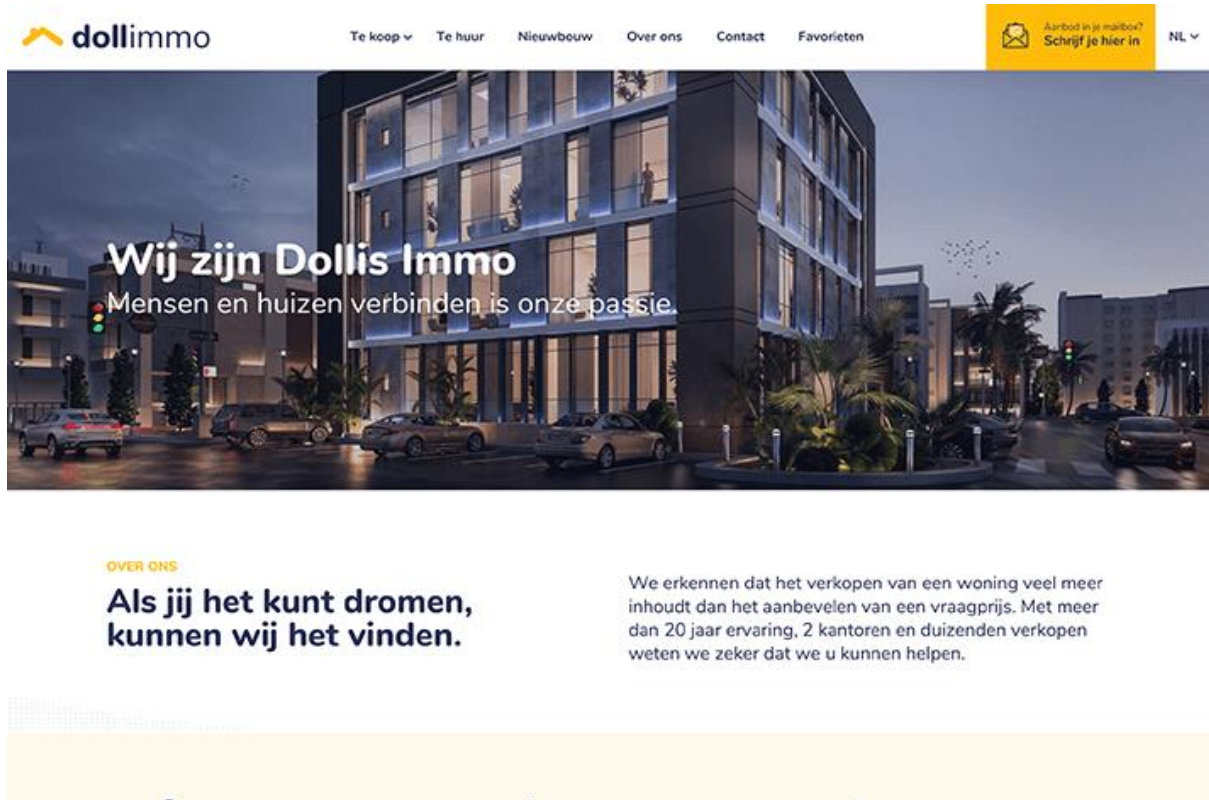 dollimmo
Te koop
Te huur
Nieuwbouw
Over ons
Contact
Favorieten
Aanbod in je mailbox?
Schrijf je hier in
NL
Wij zijn Dollis Immo
Mensen en huizen verbinden is onze passie.
OVER ONS
Als jij het kunt dromen,
kunnen wij het vinden.
We erkennen dat het verkopen van een woning veel meer
inhoudt dan het aanbevelen van een vraagprijs. Met meer
dan 20 jaar ervaring, 2 kantoren en duizenden verkopen
weten we zeker dat we u kunnen helpen.